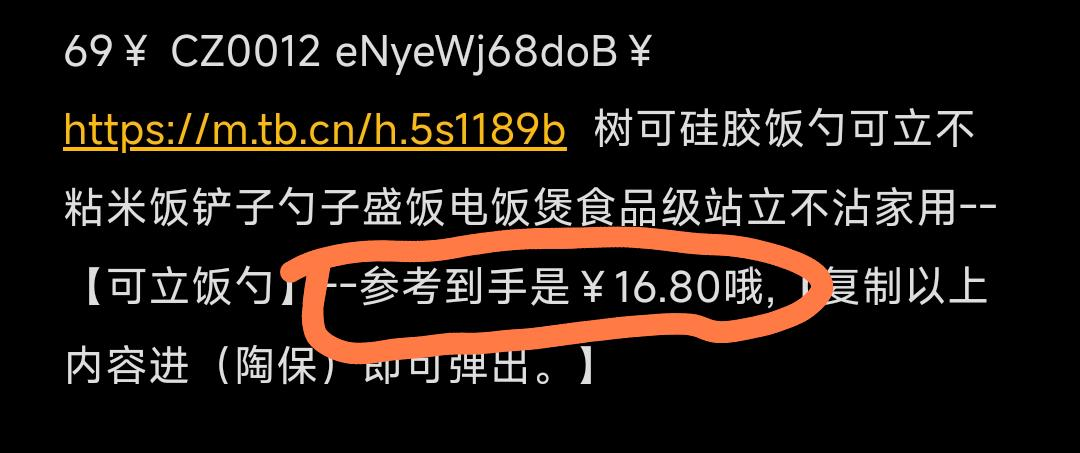 69￥ CZ0012 eNyeWj68doB￥
https://m.tb.cn/h.5s1189b 树可硅胶饭勺可立不
粘米饭铲子勺子盛饭电饭煲食品级站立不沾家用--
【可立饭勺】--参考到手是￥16.80哦,【复制以上
内容进（陶保）即可弹出。】